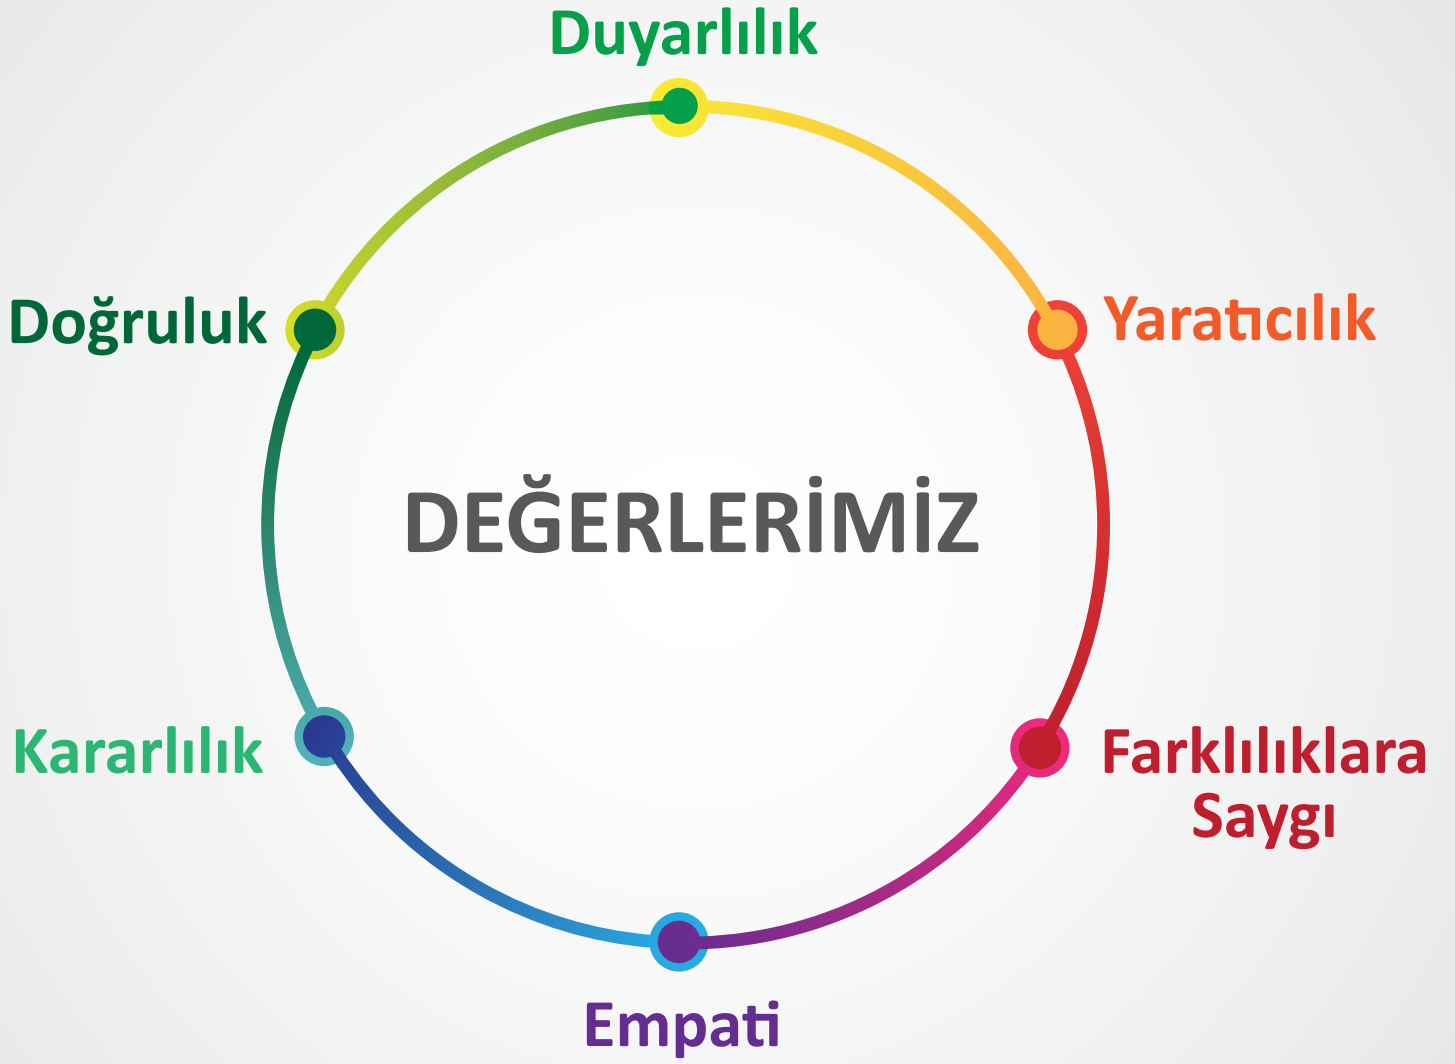 Duyarlılık
Doğruluk
Yaratıcılık
DEĞERLERİMİZ
Kararlılık
Farklılıklara
Saygı
Empati